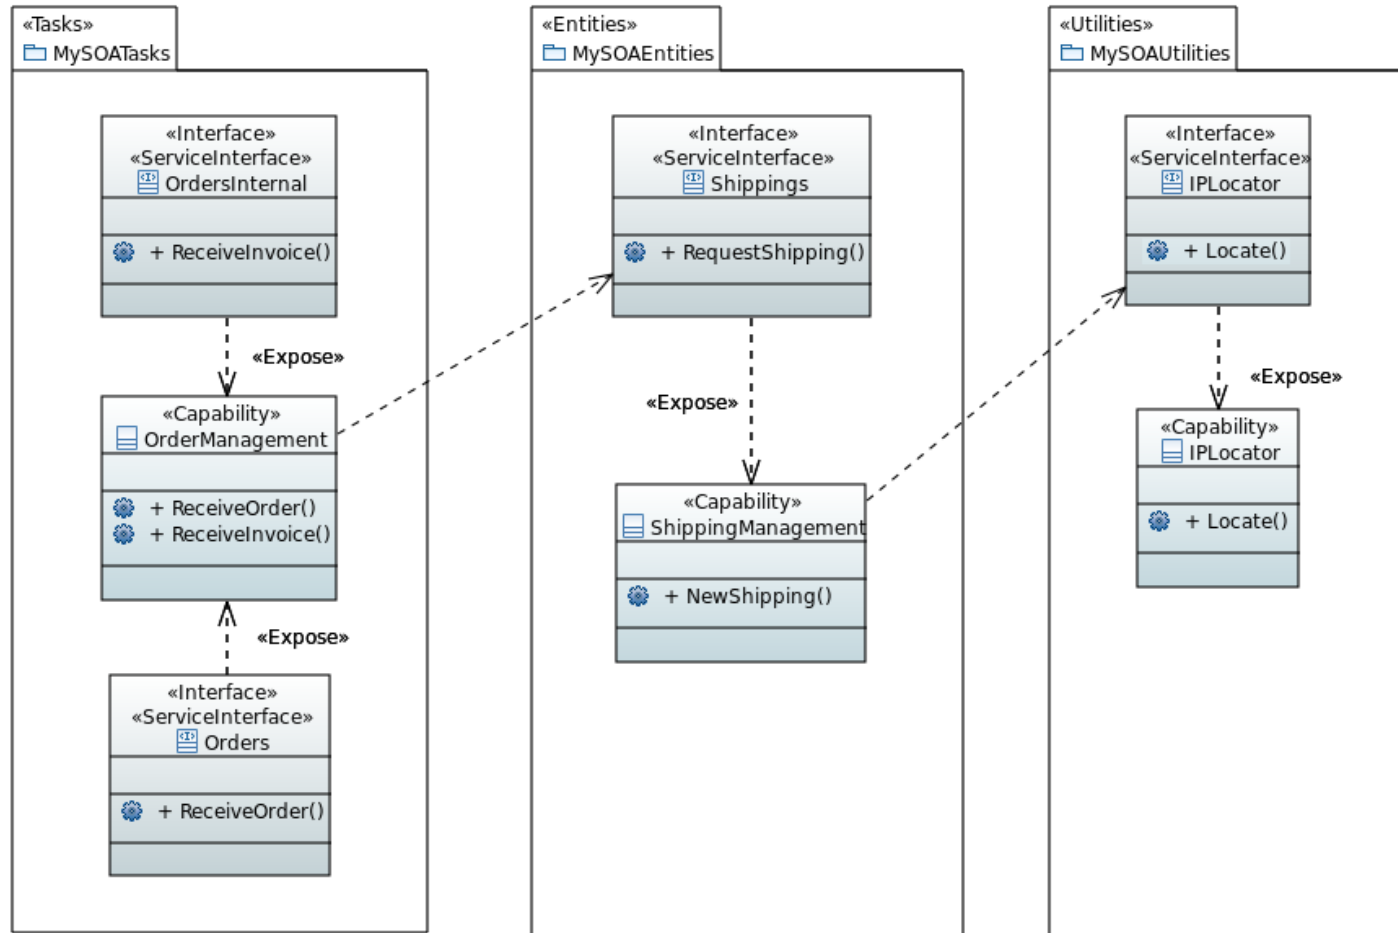 «Tasks»
MySOATasks
«Interface»
«ServiceInterface»
OrdersInternal
+ ReceiveInvoice()
«Expose»
«Capability»
OrderManagement
+ ReceiveOrder()
+ ReceiveInvoice()
«Expose»
«Interface»
«ServiceInterface»
Orders
+ ReceiveOrder()
«Entities»
MySOAEntities
«Interface»
«ServiceInterface»
Shippings
+ RequestShipping()
«Expose»
«Capability»
ShippingManagement
+ NewShipping()
«Utilities»
MySOAUtilities
«Interface»
«ServiceInterface»
IPLocator
+ Locate()
«Expose»
«Capability»
IPLocator
+ Locate()